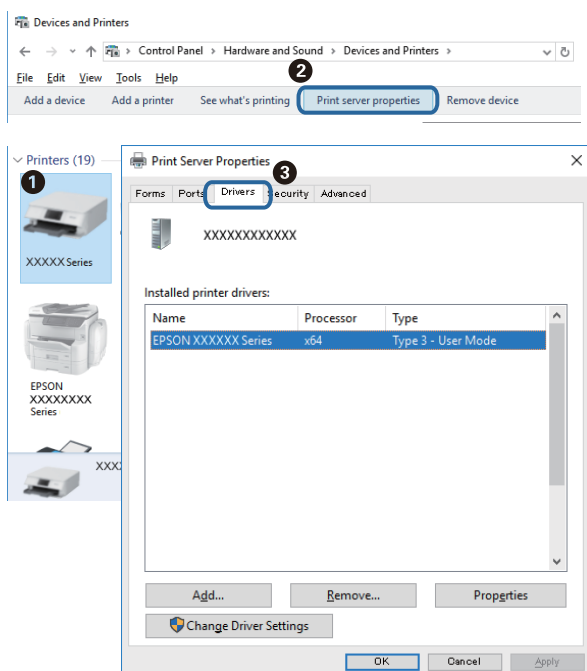 Devices and Printers
Control Panel > Hardware and Sound > Devices and Printers >
2
File Edit View Tools Help
Add a device Add a printer See what's printing Print server properties Remove device
Printers (19)
1
XXXXX Series
EPSON
XXXXXXXX
Series
XXX
Print Server Properties
3
Forms Ports Drivers Security Advanced
XXXXXXXXXXXX
Installed printer drivers:
Name Processor Type
EPSON XXXXXX Series x64 Type 3 - User Mode
Add... Remove... Properties
Change Driver Settings
OK Cancel Apply